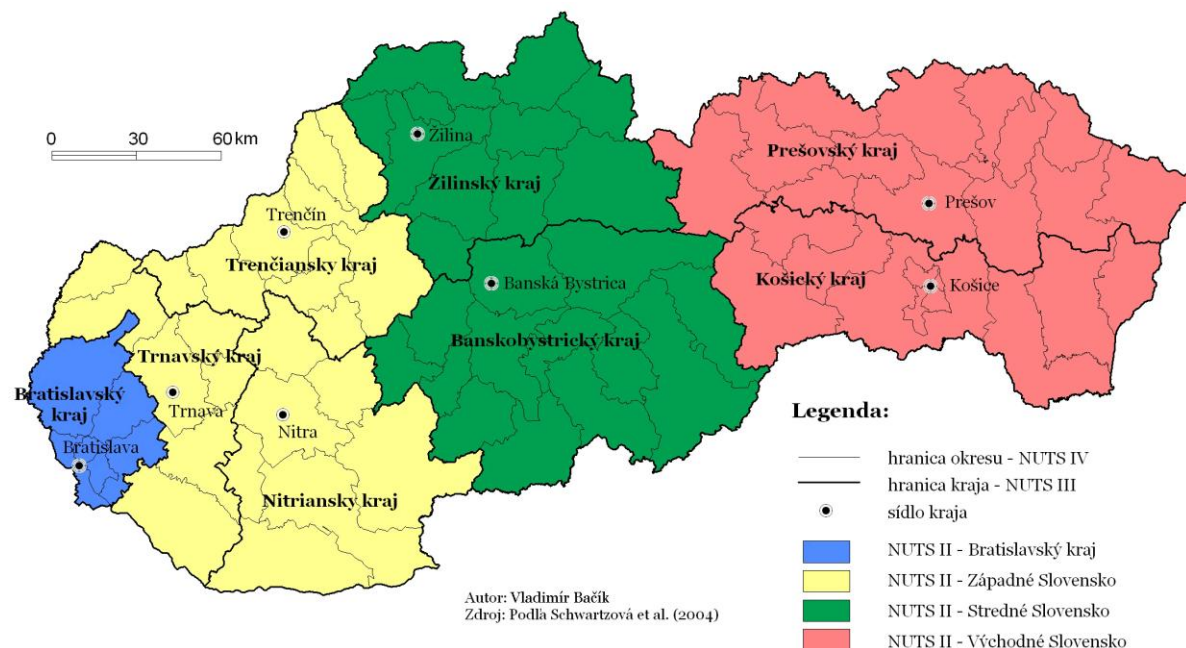 0 30 60 km
Žilina
Žilinský kraj
Prešovský kraj
Prešov
Trenčín
Trenčiansky kraj
Banská Bystrica
Košický kraj
Košice
Banskobystrický kraj
Trnavský kraj
Trnava
Bratislavský
kraj
Bratislava
Nitra
Nitriansky kraj
Legenda:
hranica okresu - NUTS IV
hranica kraja - NUTS III
sídlo kraja
NUTS II - Bratislavský kraj
NUTS II - Západné Slovensko
NUTS II - Stredné Slovensko
NUTS II - Východné Slovensko
Autor: Vladimír Bačík
Zdroj: Podľa Schwartzová et al. (2004)